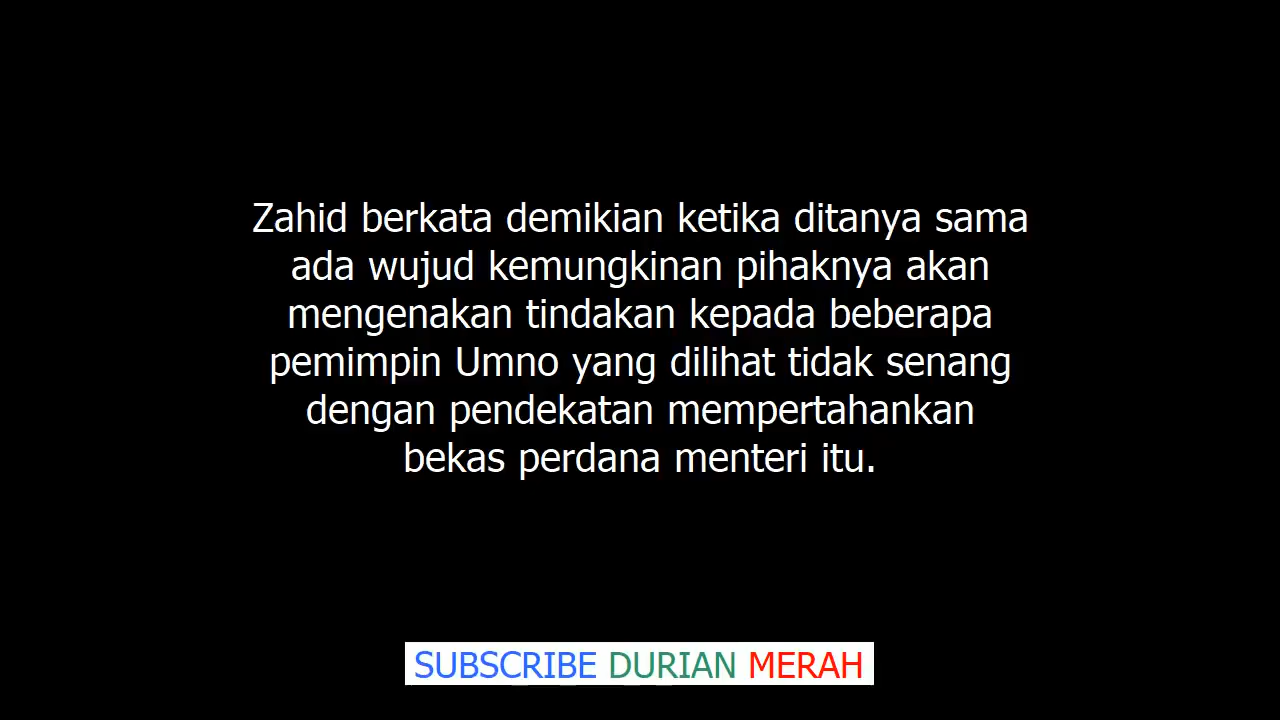 Zahid berkata demikian ketika ditanya sama
ada wujud kemungkinan pihaknya akan
mengenakan tindakan kepada beberapa
pemimpin Umno yang dilihat tidak senang
dengan pendekatan mempertahankan
bekas perdana menteri itu.
SUBSCRIBE DURIAN MERAH